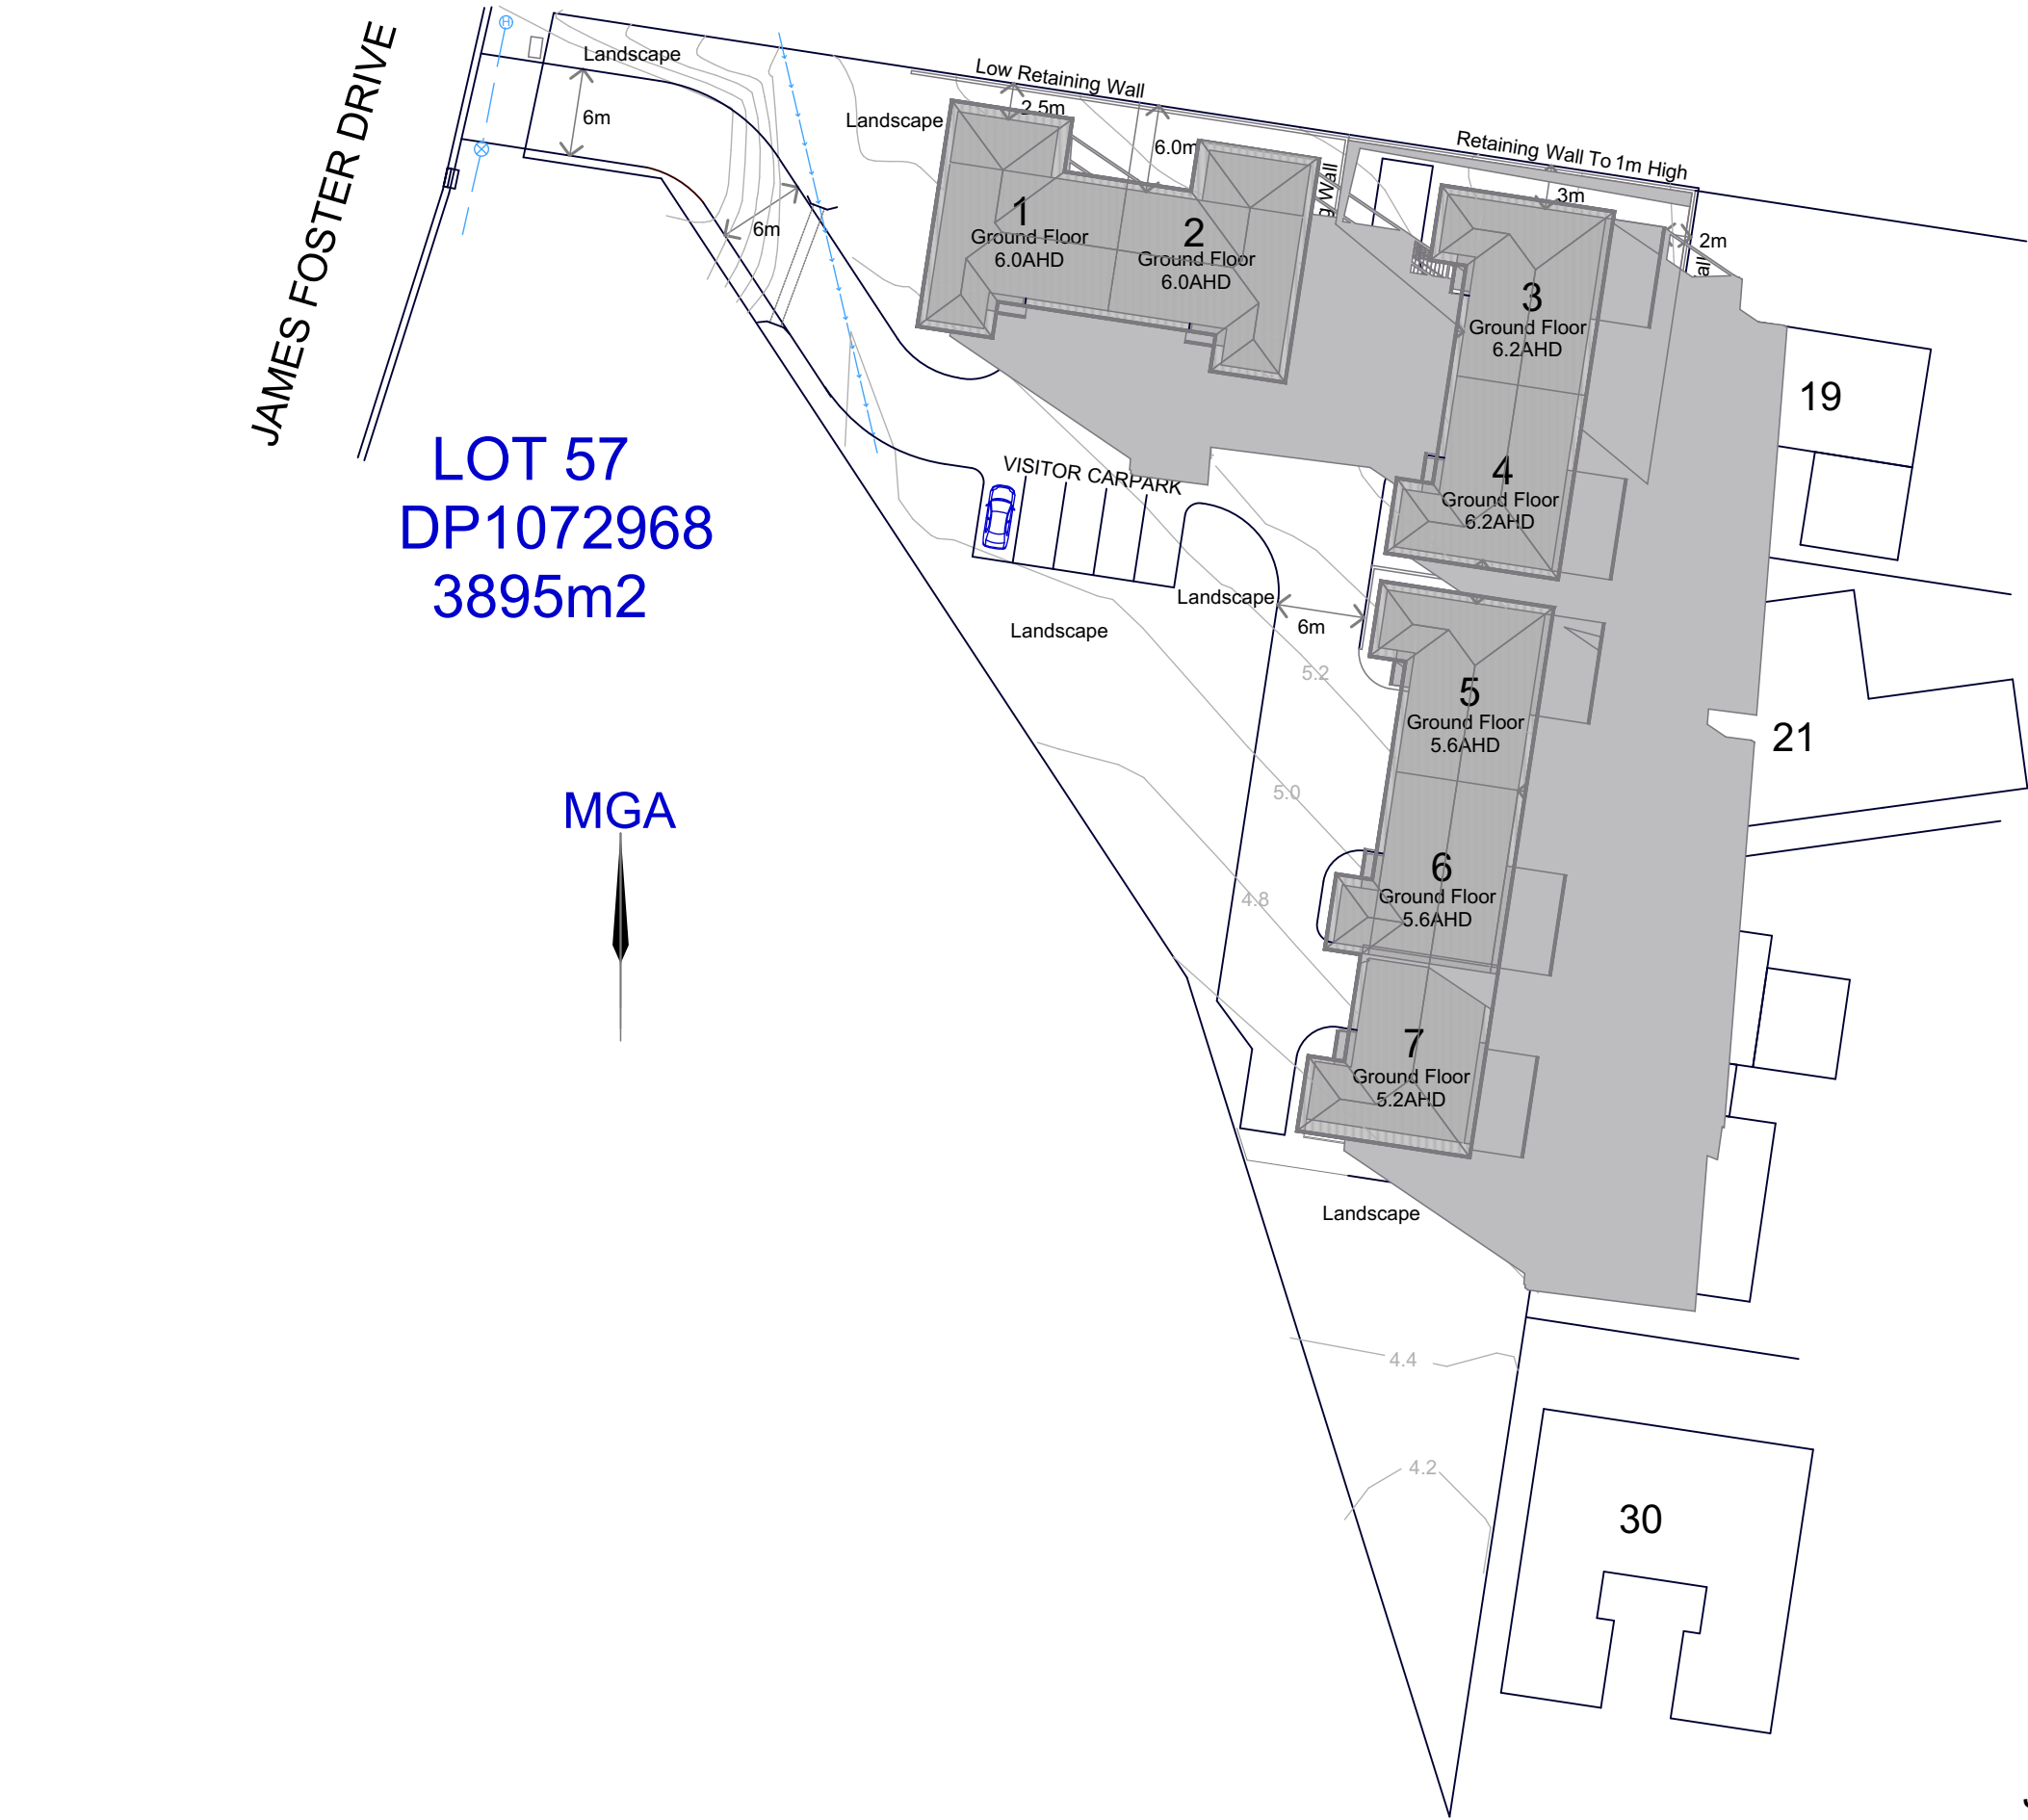 JAMES FOSTER DRIVE
Landscape
6m
6m
Low Retaining Wall
Landscape
2.5m
6.0m
Retaining Wall To 1m High
3m
2m
1
Ground Floor
6.0AHD
2
Ground Floor
6.0AHD
g Wall
all
3
Ground Floor
6.2AHD
4
Ground Floor
6.2AHD
19
LOT 57
DP1072968
3895m2
VISITOR CARPARK
Landscape
Landscape
6m
5.2
5.0
4.8
5
Ground Floor
5.6AHD
21
MGA
6
Ground Floor
5.6AHD
7
Ground Floor
5.2AHD
Landscape
4.4
4.2
30
H